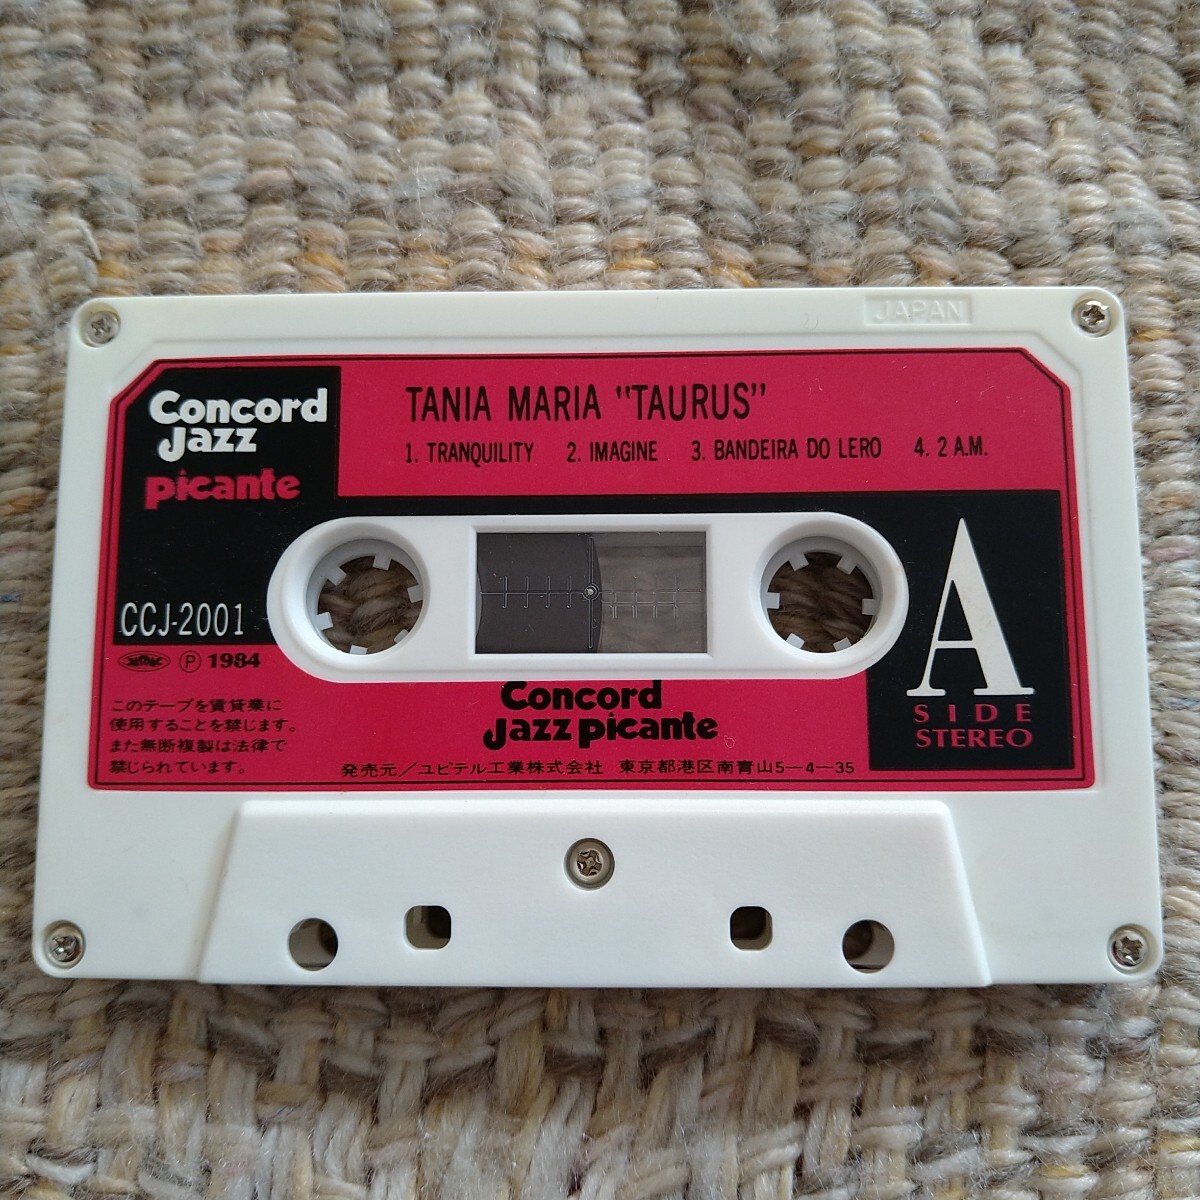 JAPAN
Concord
Jazz
picante
TANIA MARIA "TAURUS"
1. TRANQUILITY 2. IMAGINE 3. BANDEIRA DO LERO 4. 2 A.M.
CCJ-2001
Ⓟ 1984
A
SIDE
STEREO
Concord
Jazz picante
このテープを賃貸業に
使用することを禁じます。
また無断複製は法律で
禁じられています。
発売元/ユピテル工業株式会社 東京都港区南青山5-4-35